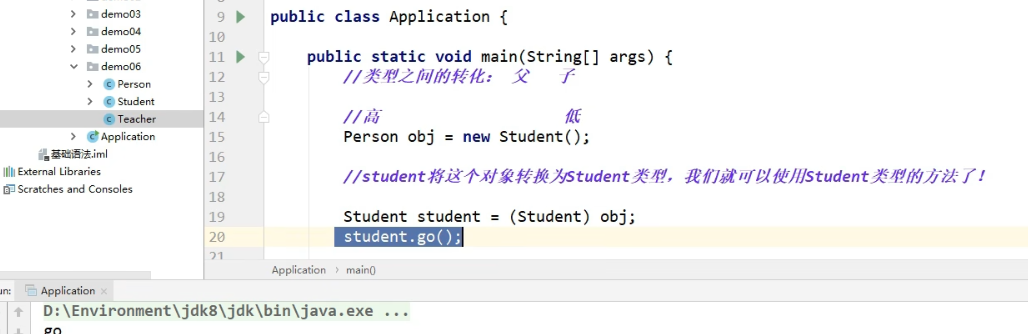 demo03
demo04
demo05
demo06
Person
Student
Teacher
Application
基础语法.iml
External Libraries
Scratches and Consoles
9 public class Application {
10
11 public static void main(String[] args) {
12 //类型之间的转化: 父 子
13
14 //高 低
15 Person obj = new Student();
16
17 //student将这个对象转换为Student类型，我们就可以使用Student类型的方法了!
18
19 Student student = (Student) obj;
20 student.go();
21
Application › main()
un: Application ×
D:\Environment\jdk8\jdk\bin\java.exe ...
go